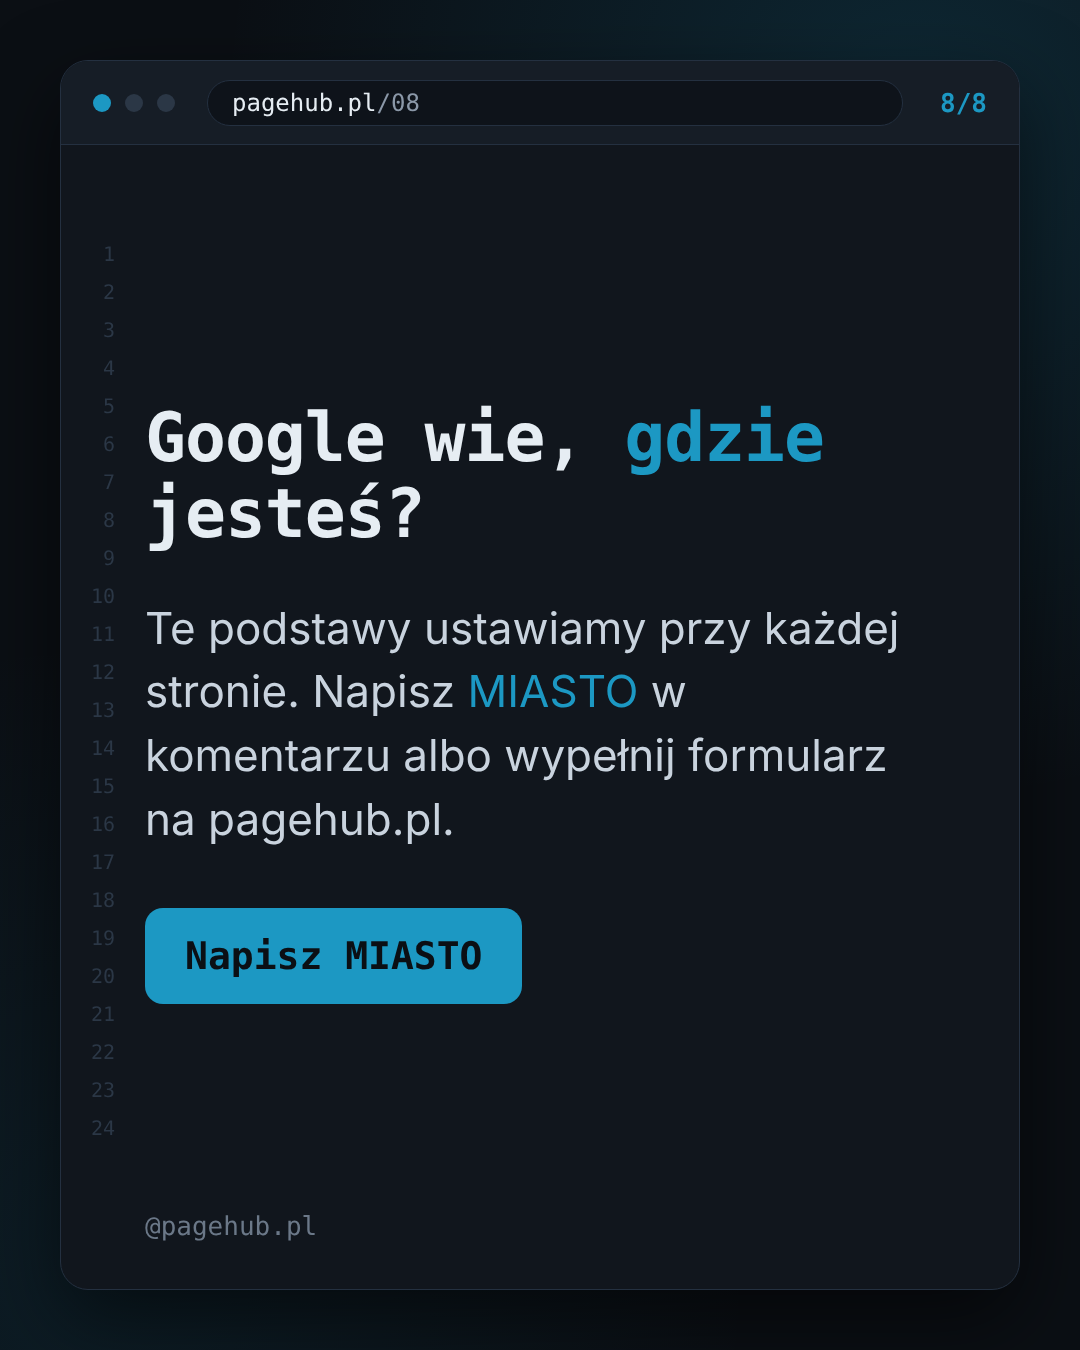 pagehub.pl/08
8/8
1
2
3
4
5
6
7
8
9
10
11
12
13
14
15
16
17
18
19
20
21
22
23
24
Google wie, gdzie
jesteś?
Te podstawy ustawiamy przy każdej
stronie. Napisz MIASTO w
komentarzu albo wypełnij formularz
na pagehub.pl.
Napisz MIASTO
@pagehub.pl